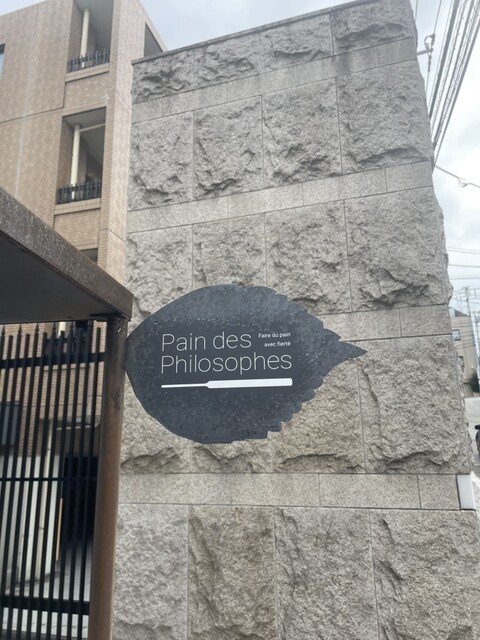 Pain des
Philosophes
Faire du pain
avec fierté